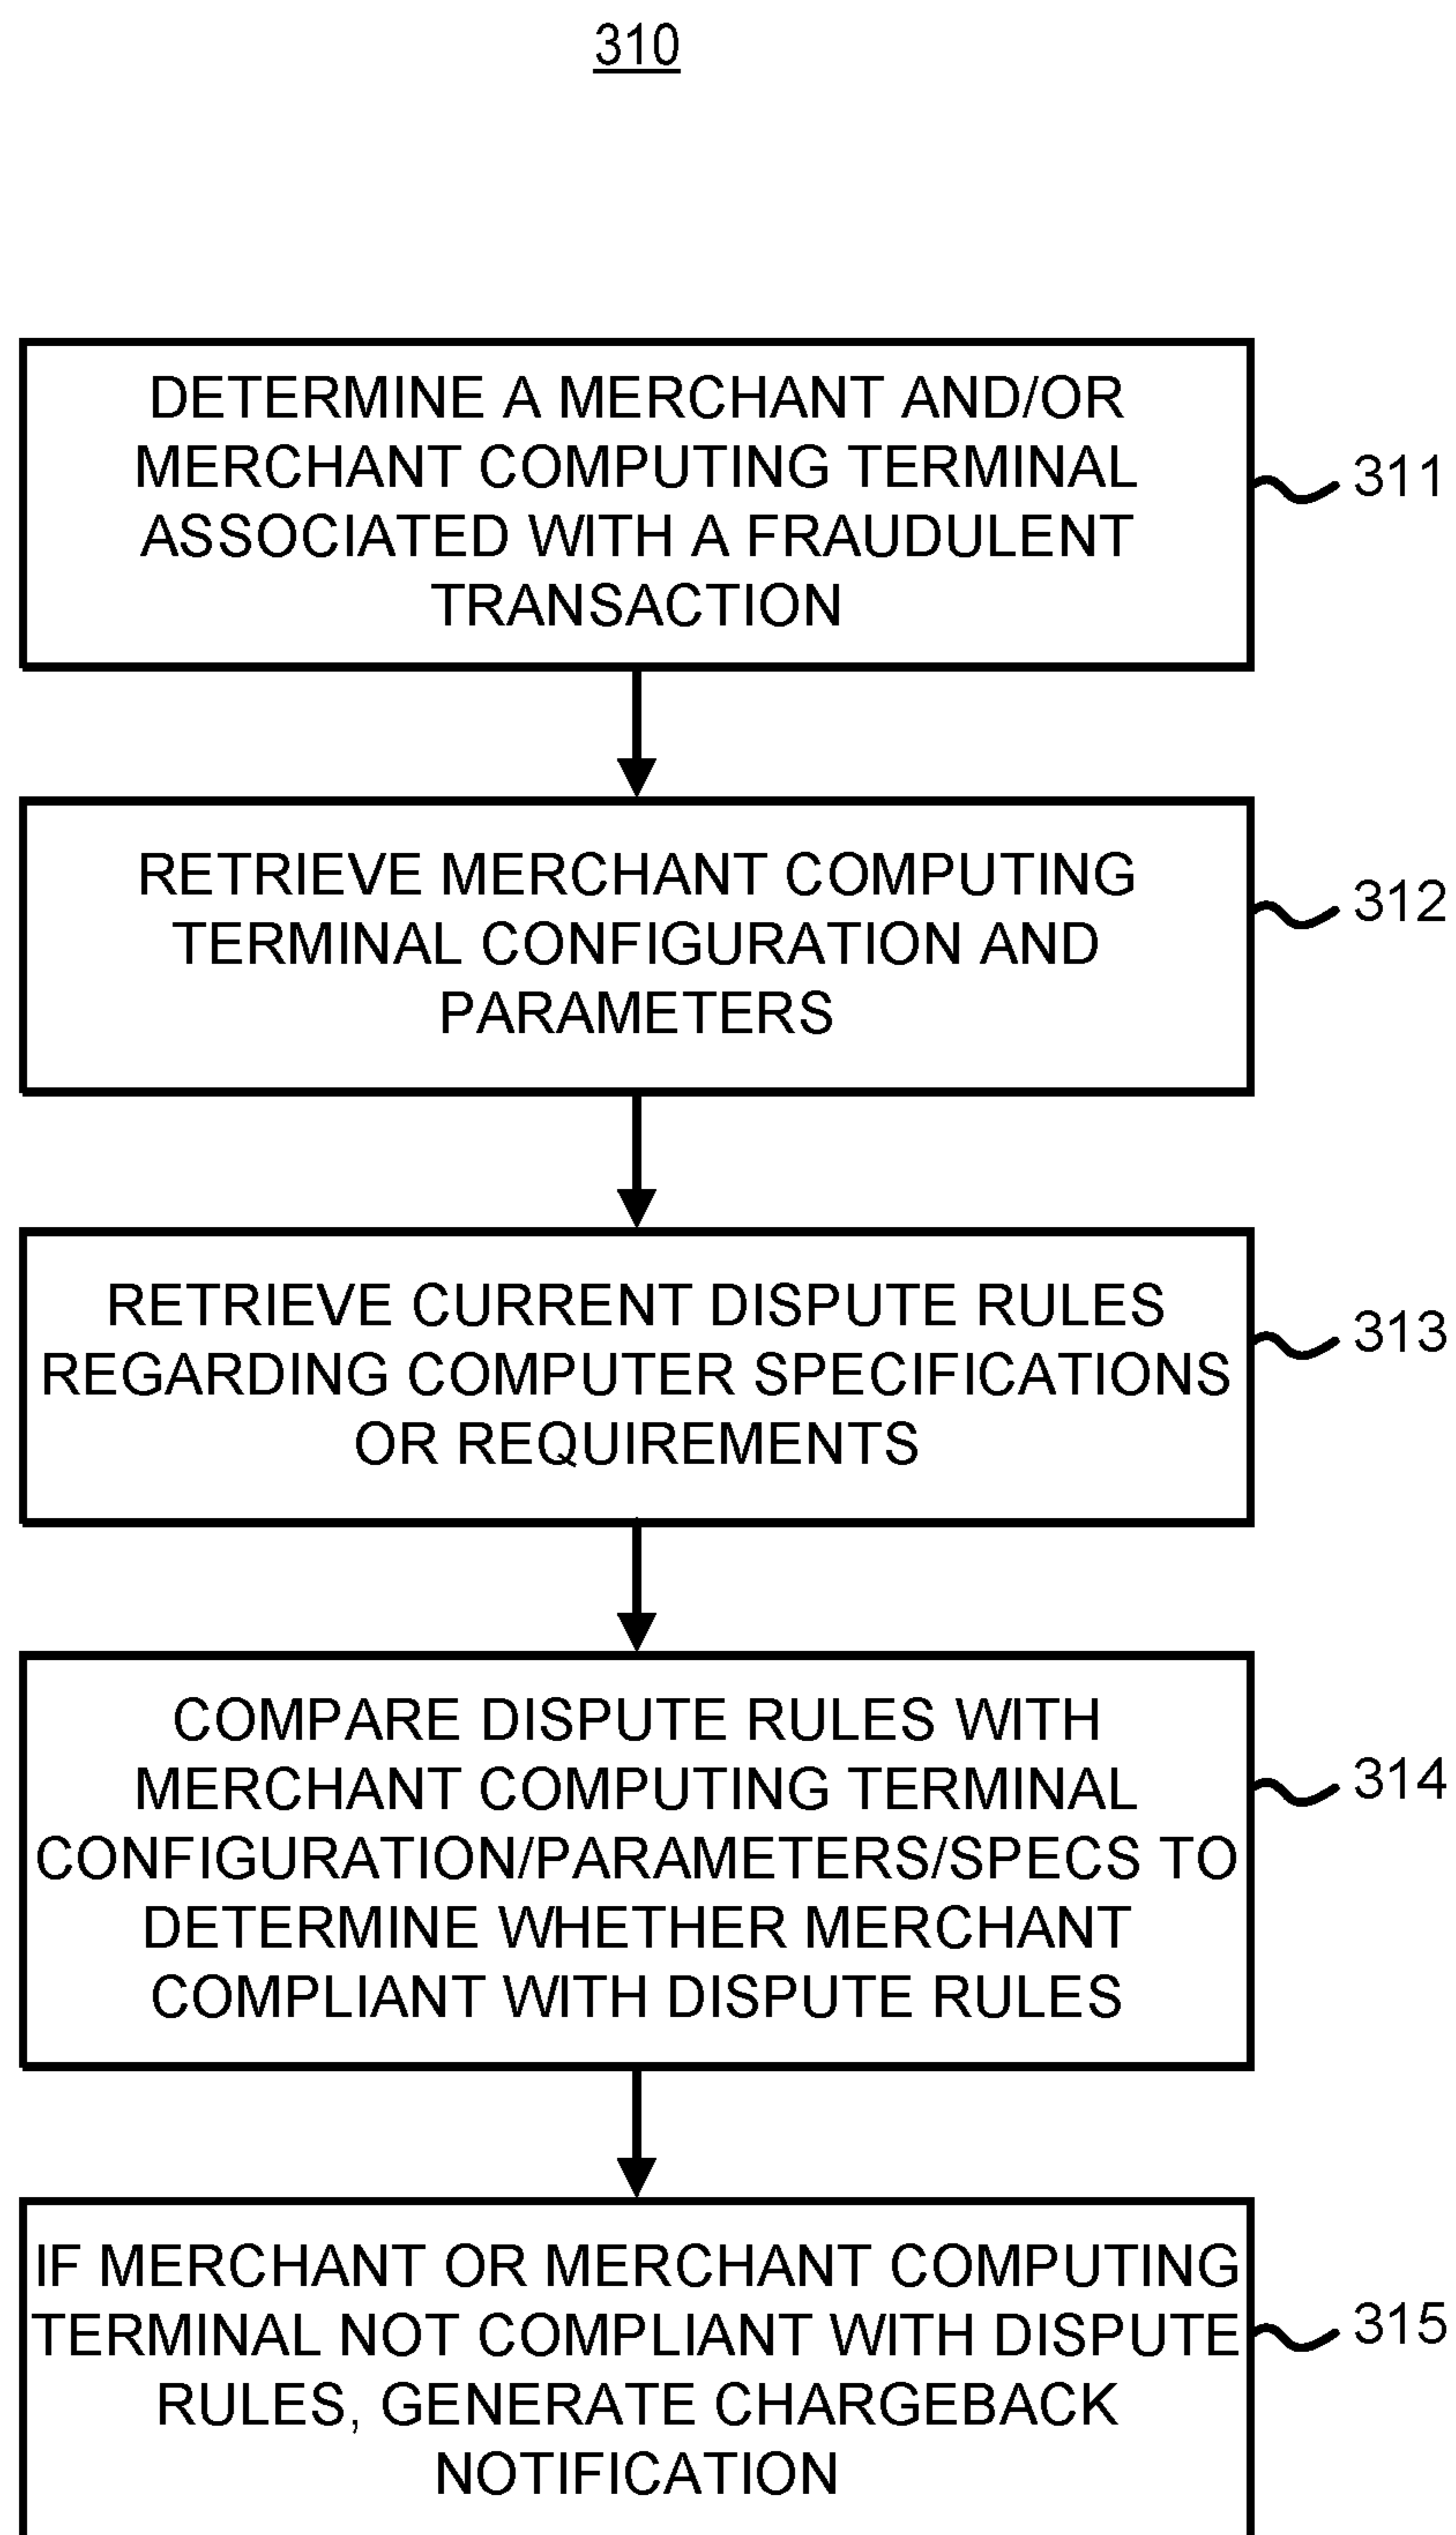 310
DETERMINE A MERCHANT AND/OR
MERCHANT COMPUTING TERMINAL
ASSOCIATED WITH A FRAUDULENT
TRANSACTION
311
RETRIEVE MERCHANT COMPUTING
TERMINAL CONFIGURATION AND
PARAMETERS
312
RETRIEVE CURRENT DISPUTE RULES
REGARDING COMPUTER SPECIFICATIONS
OR REQUIREMENTS
313
COMPARE DISPUTE RULES WITH
MERCHANT COMPUTING TERMINAL
CONFIGURATION/PARAMETERS/SPECS TO
DETERMINE WHETHER MERCHANT
COMPLIANT WITH DISPUTE RULES
314
IF MERCHANT OR MERCHANT COMPUTING
TERMINAL NOT COMPLIANT WITH DISPUTE
RULES, GENERATE CHARGEBACK
NOTIFICATION
315